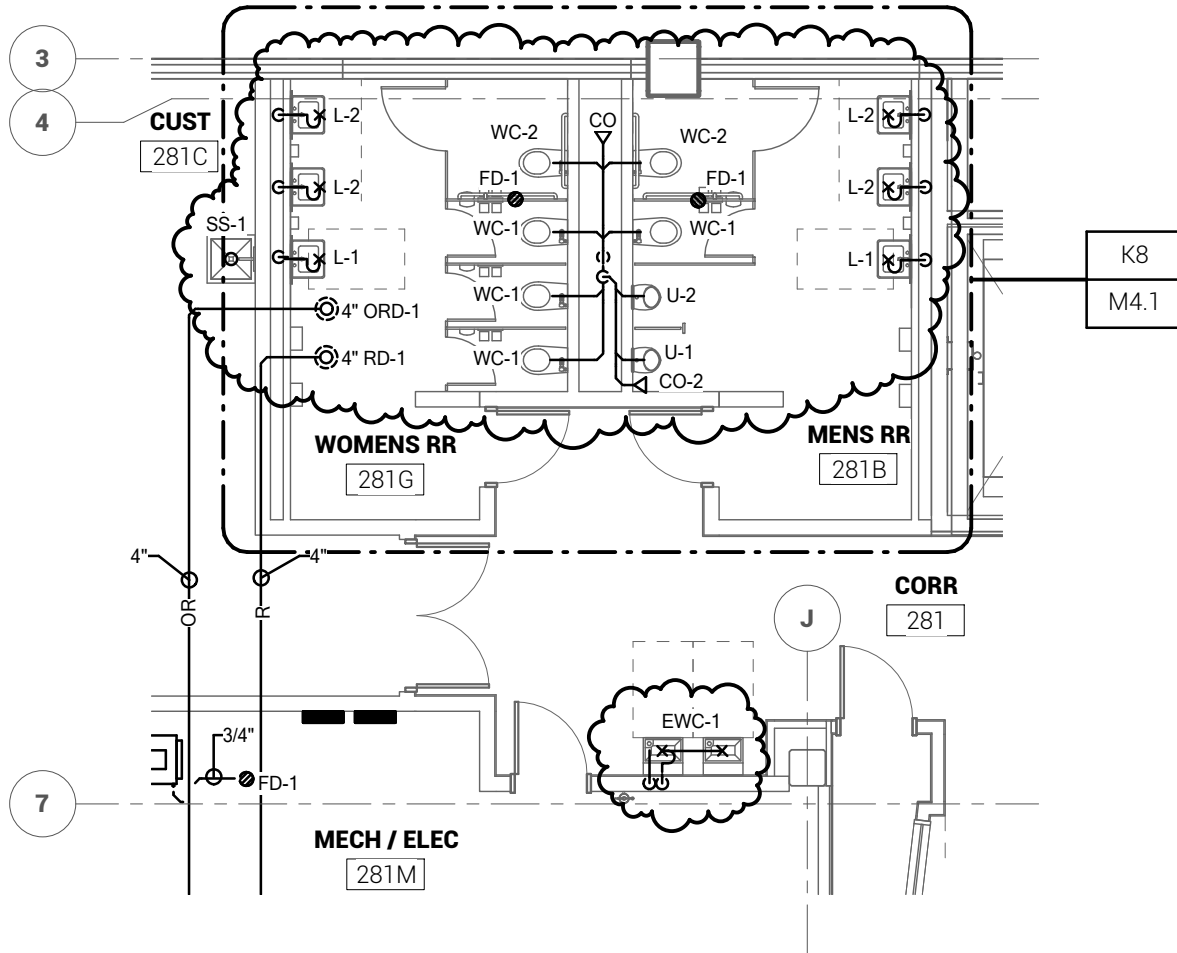 3
4
CUST
281C
L-2
WC-2
CO
WC-2
L-2
L-2
FD-1
FD-1
L-2
SS-1
WC-1
WC-1
L-1
L-1
K8
M4.1
4" ORD-1
WC-1
U-2
4" RD-1
WC-1
U-1
CO-2
WOMENS RR
281G
MENS RR
281B
4"
4"
OR
R
CORR
281
J
EWC-1
3/4"
FD-1
7
MECH / ELEC
281M